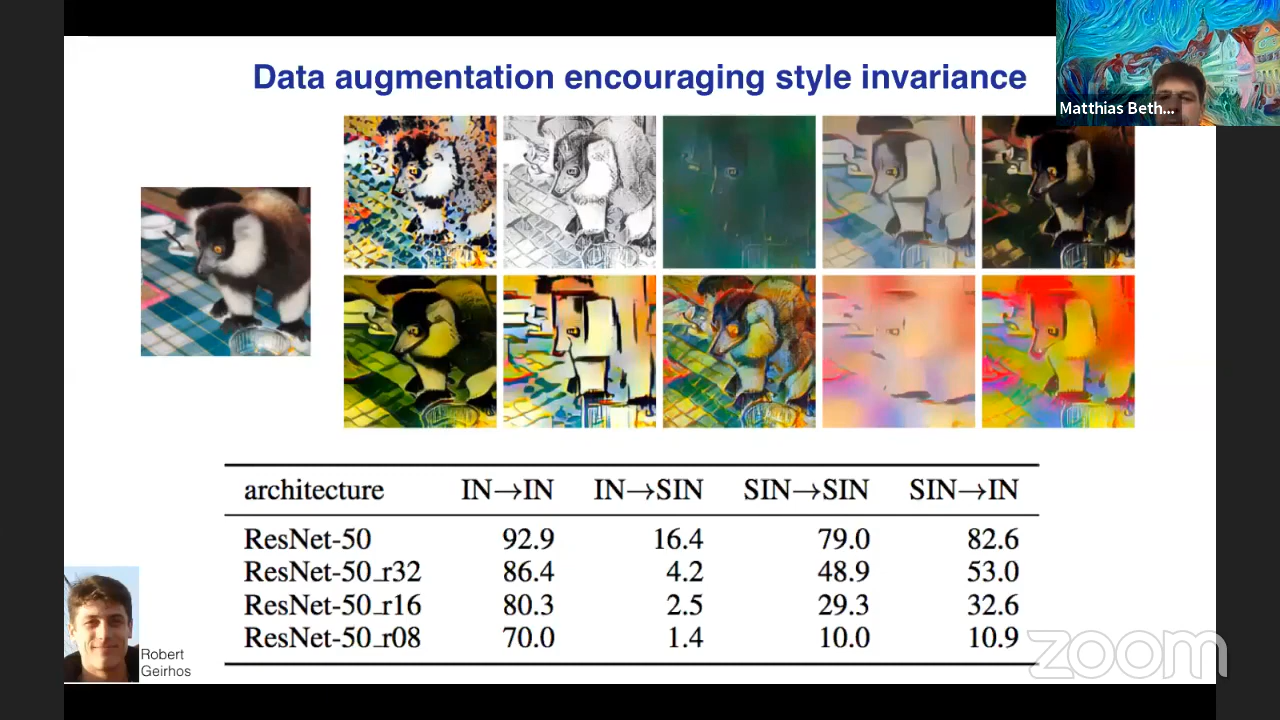 Data augmentation encouraging style invariance
Matthias Beth...
architecture IN→IN IN→SIN SIN→SIN SIN→IN
ResNet-50 92.9 16.4 79.0 82.6
ResNet-50_r32 86.4 4.2 48.9 53.0
ResNet-50_r16 80.3 2.5 29.3 32.6
ResNet-50_r08 70.0 1.4 10.0 10.9
Robert
Geirhos
zoom